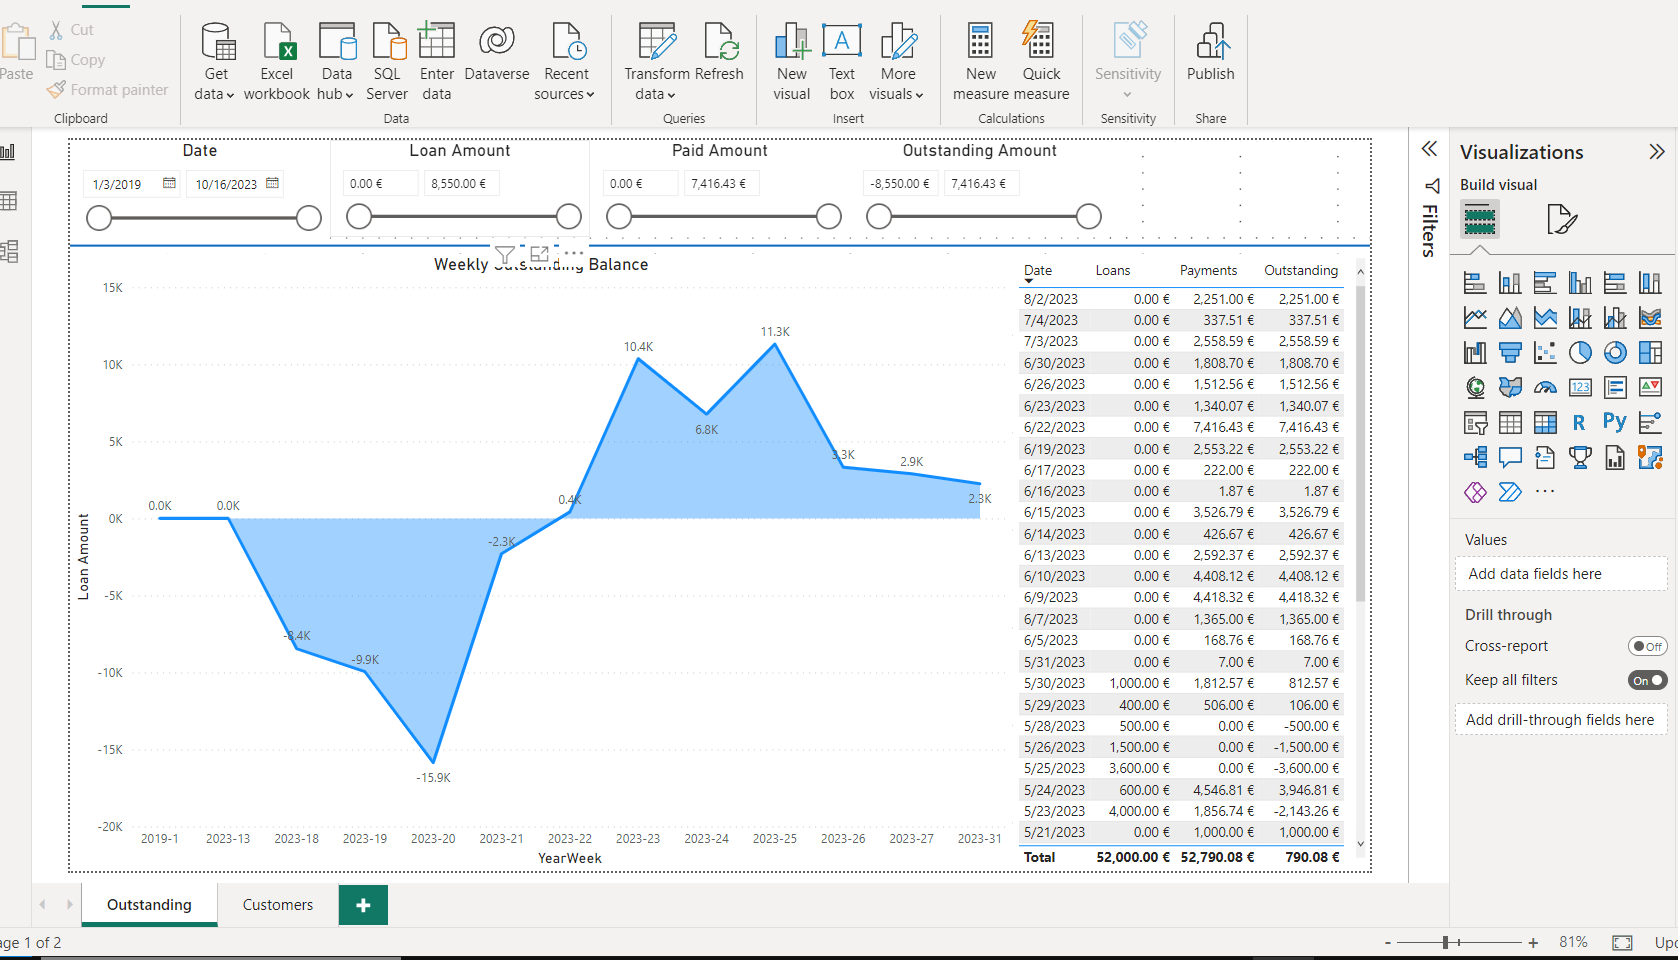 Cut
Copy
Format painter
Paste
Clipboard
Get data
Excel workbook
Data hub
SQL Server
Enter data
Dataverse
Recent sources
Data
Transform data
Refresh
Queries
New visual
Text box
More visuals
Insert
New measure
Quick measure
Calculations
Sensitivity
Sensitivity
Publish
Share
Date
1/3/2019 10/16/2023
Loan Amount
0.00 € 8,550.00 €
Paid Amount
0.00 € 7,416.43 €
Outstanding Amount
-8,550.00 € 7,416.43 €
Weekly Outstanding Balance
15K
10K
5K
0K
-5K
-10K
-15K
-20K
Loan Amount
0.0K
0.0K
-8.4K
-9.9K
-15.9K
-2.3K
0.4K
10.4K
6.8K
11.3K
3.3K
2.9K
2.3K
2019-1 2023-13 2023-18 2023-19 2023-20 2023-21 2023-22 2023-23 2023-24 2023-25 2023-26 2023-27 2023-31
YearWeek
Date Loans Payments Outstanding
8/2/2023 0.00 € 2,251.00 € 2,251.00 €
7/4/2023 0.00 € 337.51 € 337.51 €
7/3/2023 0.00 € 2,558.59 € 2,558.59 €
6/30/2023 0.00 € 1,808.70 € 1,808.70 €
6/26/2023 0.00 € 1,512.56 € 1,512.56 €
6/23/2023 0.00 € 1,340.07 € 1,340.07 €
6/22/2023 0.00 € 7,416.43 € 7,416.43 €
6/19/2023 0.00 € 2,553.22 € 2,553.22 €
6/17/2023 0.00 € 222.00 € 222.00 €
6/16/2023 0.00 € 1.87 € 1.87 €
6/15/2023 0.00 € 3,526.79 € 3,526.79 €
6/14/2023 0.00 € 426.67 € 426.67 €
6/13/2023 0.00 € 2,592.37 € 2,592.37 €
6/10/2023 0.00 € 4,408.12 € 4,408.12 €
6/9/2023 0.00 € 4,418.32 € 4,418.32 €
6/7/2023 0.00 € 1,365.00 € 1,365.00 €
6/5/2023 0.00 € 168.76 € 168.76 €
5/31/2023 0.00 € 7.00 € 7.00 €
5/30/2023 1,000.00 € 1,812.57 € 812.57 €
5/29/2023 400.00 € 506.00 € 106.00 €
5/28/2023 500.00 € 0.00 € -500.00 €
5/26/2023 1,500.00 € 0.00 € -1,500.00 €
5/25/2023 3,600.00 € 0.00 € -3,600.00 €
5/24/2023 600.00 € 4,546.81 € 3,946.81 €
5/23/2023 4,000.00 € 1,856.74 € -2,143.26 €
5/21/2023 0.00 € 1,000.00 € 1,000.00 €
Total 52,000.00 € 52,790.08 € 790.08 €
Filters
Visualizations
Build visual
123
R
Py
Values
Add data fields here
Drill through
Cross-report Off
Keep all filters On
Add drill-through fields here
Outstanding
Customers
age 1 of 2
- + 81%
Upd